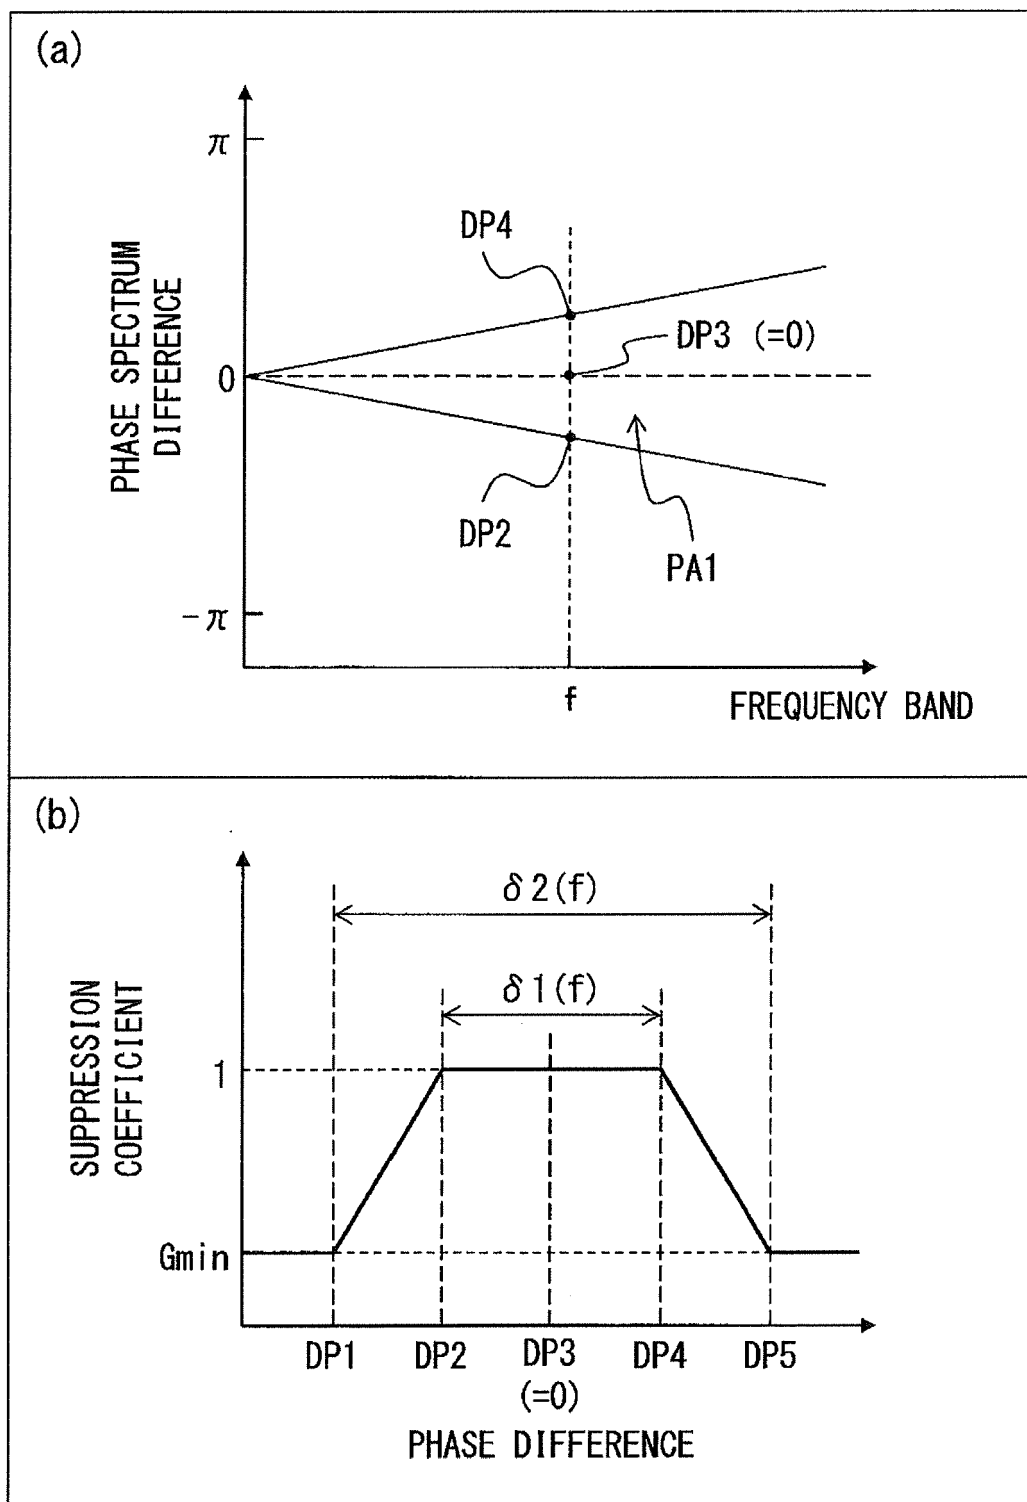 (a)
π
DP4
PHASE SPECTRUM
DIFFERENCE
DP3 (=0)
0
DP2
PA1
-π
f
FREQUENCY BAND
(b)
δ2(f)
δ1(f)
SUPPRESSION
COEFFICIENT
1
Gmin
DP1 DP2 DP3 DP4 DP5
(=0)
PHASE DIFFERENCE